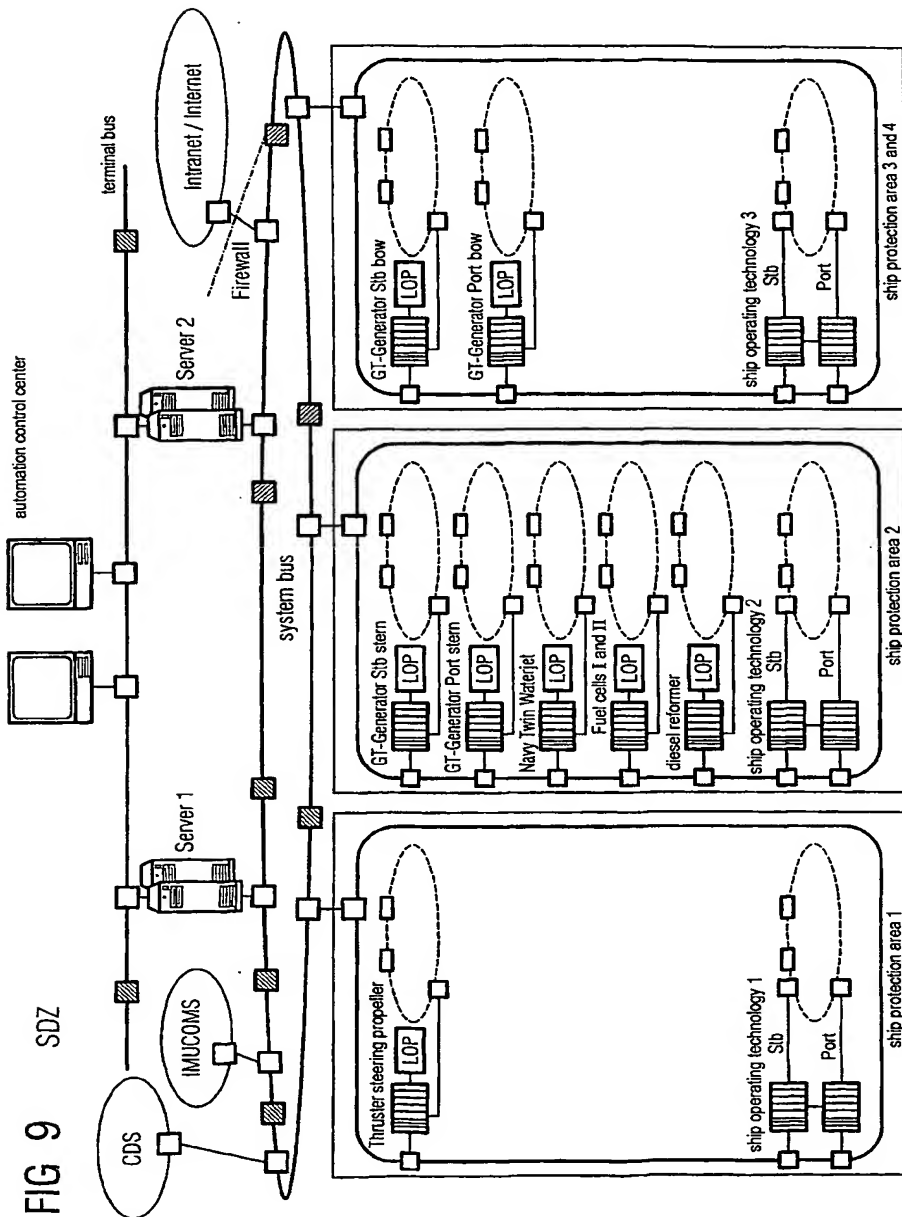 FIG 9
SDZ
automation control center
terminal bus
CDS
IMUCOMS
Server 1
Server 2
Intranet / Internet
Firewall
system bus
Thruster steering propeller
LOP
ship operating technology 1
Stb
Port
ship protection area 1
GT-Generator Stb stern
LOP
GT-Generator Port stern
LOP
Navy Twin Waterjet
LOP
Fuel cells I and II
LOP
diesel reformer
LOP
ship operating technology 2
Stb
Port
ship protection area 2
GT-Generator Stb bow
LOP
GT-Generator Port bow
LOP
ship operating technology 3
Stb
Port
ship protection area 3 and 4